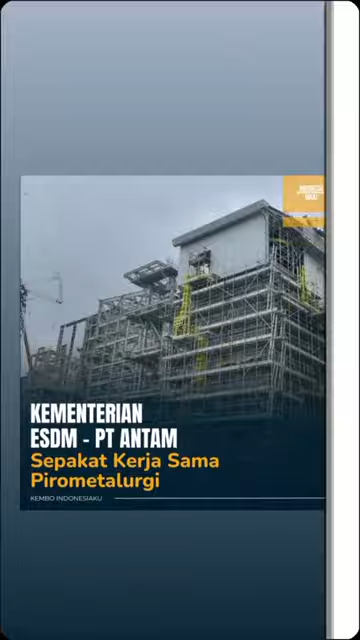 KEMENTERIAN
ESDM - PT ANTAM
Sepakat Kerja Sama
Pirometalurgi
KEMBO INDONESIAKU